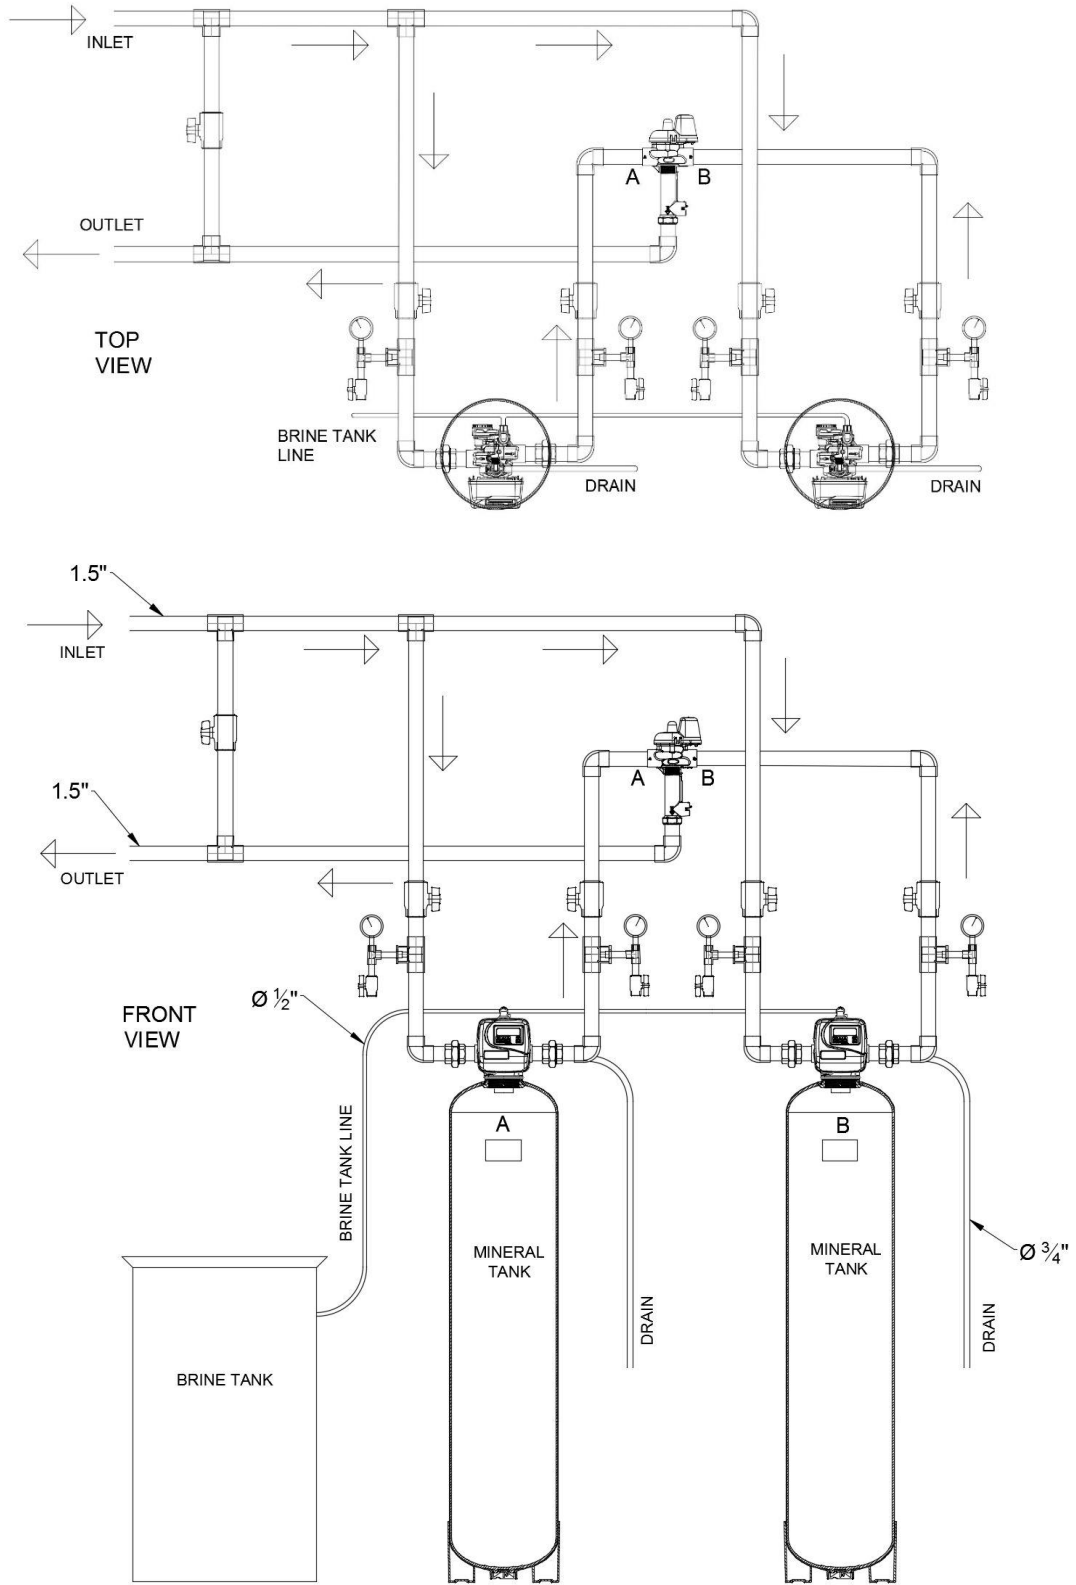 INLET
A
B
OUTLET
TOP
VIEW
BRINE TANK
LINE
DRAIN
DRAIN
1.5"
INLET
A
B
1.5"
OUTLET
Ø ½"
FRONT
VIEW
A
B
BRINE TANK LINE
MINERAL
TANK
MINERAL
TANK
Ø ¾"
DRAIN
DRAIN
BRINE TANK